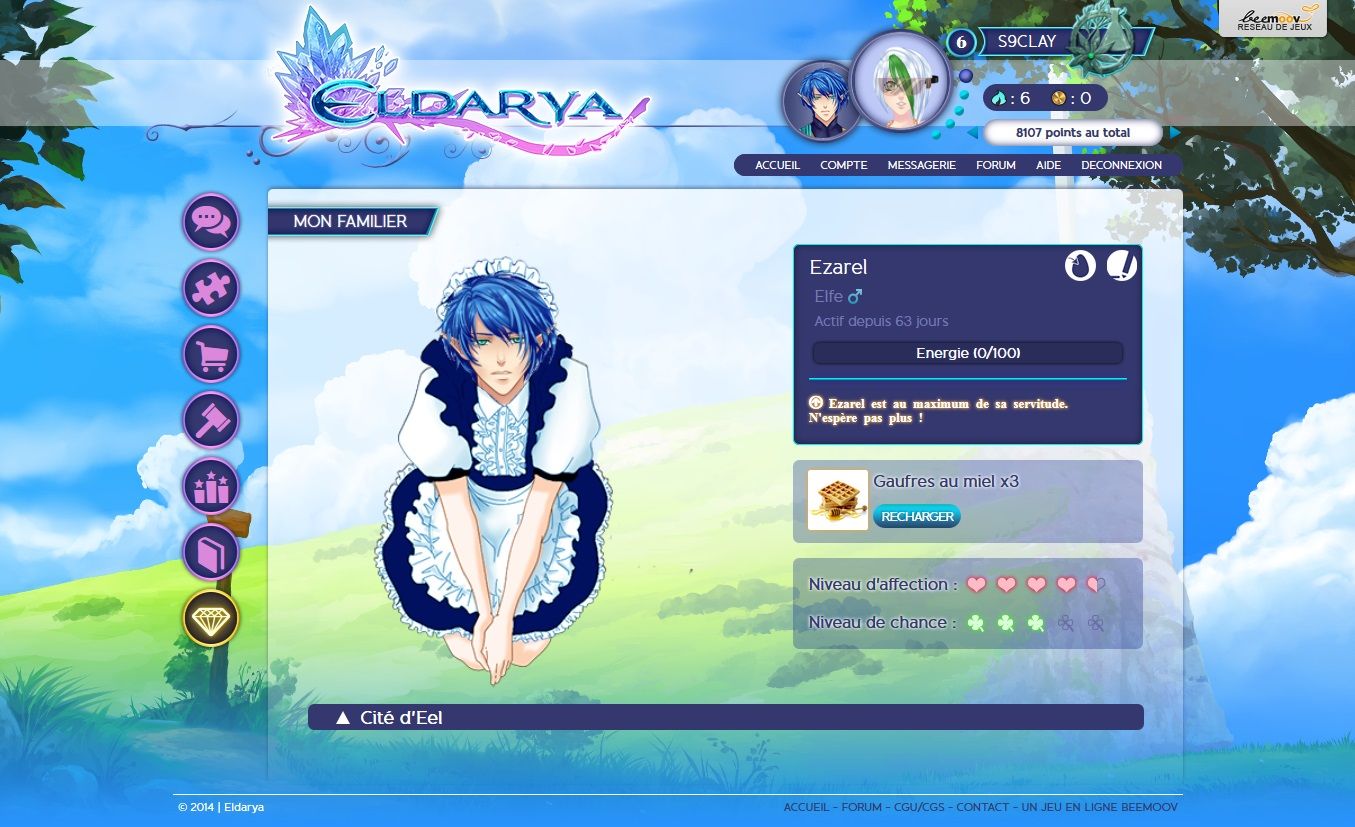 beemoov
RESEAU DE JEUX
6
S9CLAY
ELDARYA
: 6
: 0
8107 points au total
ACCUEIL COMPTE MESSAGERIE FORUM AIDE DECONNEXION
MON FAMILIER
Ezarel
Elfe ♂
Actif depuis 63 jours
Energie (0/100)
Ezarel est au maximum de sa servitude.
N'espère pas plus !
Gaufres au miel x3
RECHARGER
Niveau d'affection :
Niveau de chance :
Cité d'Eel
© 2014 | Eldarya
ACCUEIL - FORUM - CGU/CGS - CONTACT - UN JEU EN LIGNE BEEMOOV